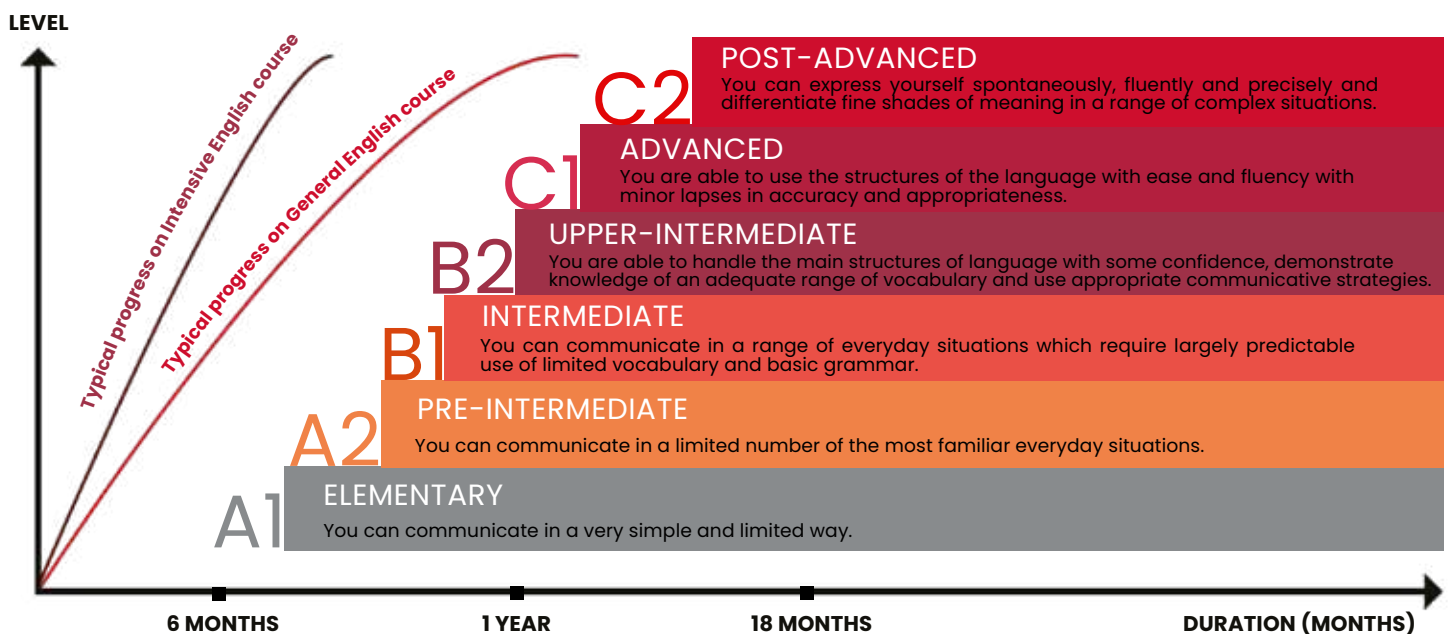 LEVEL
Typical progress on Intensive English course
Typical progress on General English course
C2
POST-ADVANCED
You can express yourself spontaneously, fluently and precisely and
differentiate fine shades of meaning in a range of complex situations.
C1
ADVANCED
You are able to use the structures of the language with ease and fluency with
minor lapses in accuracy and appropriateness.
B2
UPPER-INTERMEDIATE
You are able to handle the main structures of language with some confidence, demonstrate
knowledge of an adequate range of vocabulary and use appropriate communicative strategies.
B1
INTERMEDIATE
You can communicate in a range of everyday situations which require largely predictable
use of limited vocabulary and basic grammar.
A2
PRE-INTERMEDIATE
You can communicate in a limited number of the most familiar everyday situations.
A1
ELEMENTARY
You can communicate in a very simple and limited way.
6 MONTHS
1 YEAR
18 MONTHS
DURATION (MONTHS)